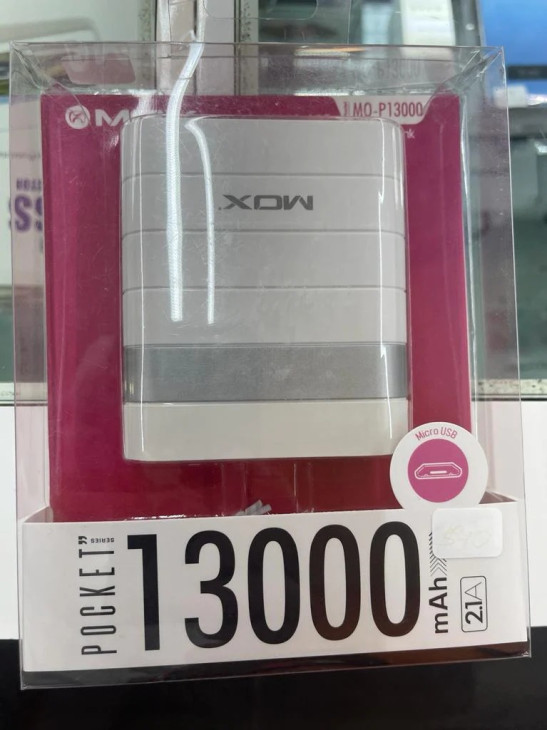 MO-P13000
MOX
Micro USB
POCKET"
SERIES
13000
mAh
2.1A